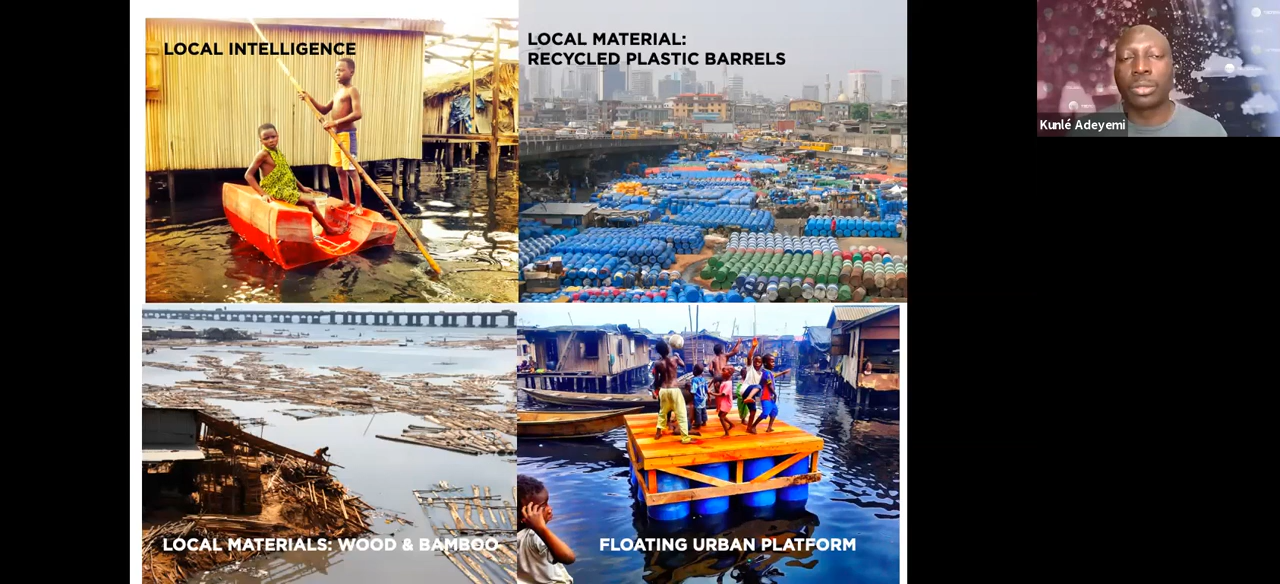 LOCAL INTELLIGENCE
LOCAL MATERIAL:
RECYCLED PLASTIC BARRELS
Kunlé Adeyemi
LOCAL MATERIALS: WOOD & BAMBOO
FLOATING URBAN PLATFORM